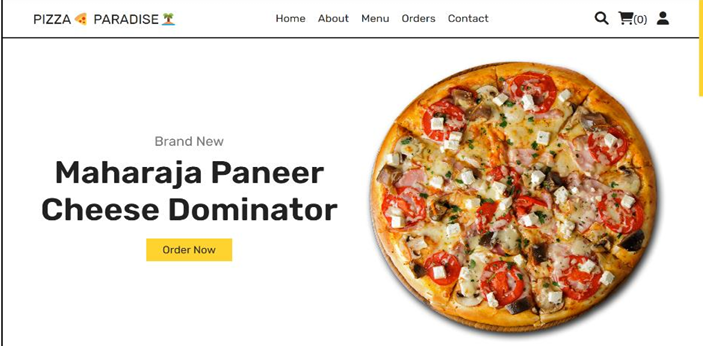 PIZZA 🍕 PARADISE 🏝️
Home About Menu Orders Contact
(0)
Brand New
Maharaja Paneer
Cheese Dominator
Order Now